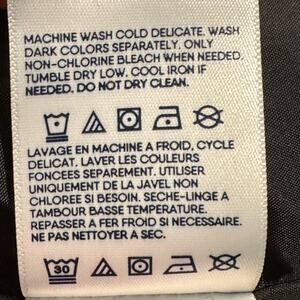 MACHINE WASH COLD DELICATE. WASH
DARK COLORS SEPARATELY. ONLY
NON-CHLORINE BLEACH WHEN NEEDED.
TUMBLE DRY LOW. COOL IRON IF
NEEDED. DO NOT DRY CLEAN.
LAVAGE EN MACHINE A FROID, CYCLE
DELICAT. LAVER LES COULEURS
FONCEES SEPAREMENT. UTILISER
UNIQUEMENT DE LA JAVEL NON
CHLOREE SI BESOIN. SECHE-LINGE A
TAMBOUR BASSE TEMPERATURE.
REPASSER A FER FROID SI NECESSAIRE.
NE PAS NETTOYER A SEC.
30